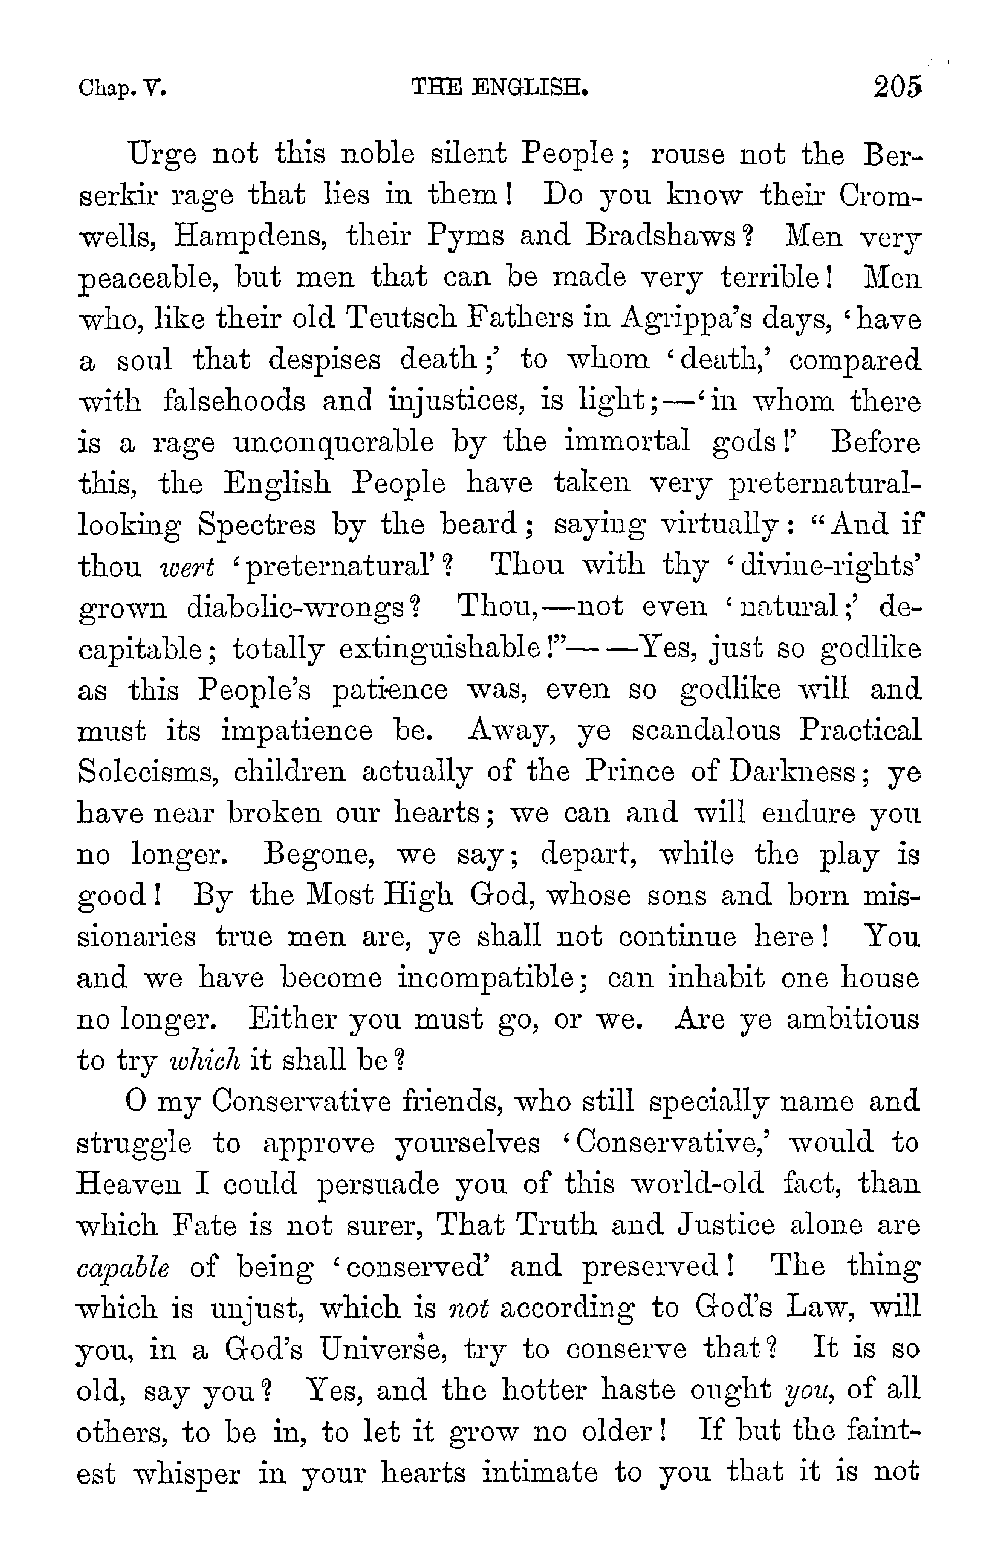 Chap. V. THE ENGLISH. 205
Urge not this noble silent People; rouse not the Ber-
serkir rage that lies in them! Do you know their Crom-
wells, Hampdens, their Pyms and Bradshaws? Men very
peaceable, but men that can be made very terrible! Men
who, like their old Teutsch Fathers in Agrippa's days, ‘have
a soul that despises death;’ to whom ‘death,’ compared
with falsehoods and injustices, is light;—‘in whom there
is a rage unconquerable by the immortal gods!’ Before
this, the English People have taken very preternatural-
looking Spectres by the beard; saying virtually: “And if
thou wert ‘preternatural’? Thou with thy ‘divine-rights’
grown diabolic-wrongs? Thou,—not even ‘natural;’ de-
capitable; totally extinguishable!”— —Yes, just so godlike
as this People's patience was, even so godlike will and
must its impatience be. Away, ye scandalous Practical
Solecisms, children actually of the Prince of Darkness; ye
have near broken our hearts; we can and will endure you
no longer. Begone, we say; depart, while the play is
good! By the Most High God, whose sons and born mis-
sionaries true men are, ye shall not continue here! You
and we have become incompatible; can inhabit one house
no longer. Either you must go, or we. Are ye ambitious
to try which it shall be?
O my Conservative friends, who still specially name and
struggle to approve yourselves ‘Conservative,’ would to
Heaven I could persuade you of this world-old fact, than
which Fate is not surer, That Truth and Justice alone are
capable of being ‘conserved’ and preserved! The thing
which is unjust, which is not according to God's Law, will
you, in a God's Universe, try to conserve that? It is so
old, say you? Yes, and the hotter haste ought you, of all
others, to be in, to let it grow no older! If but the faint-
est whisper in your hearts intimate to you that it is not